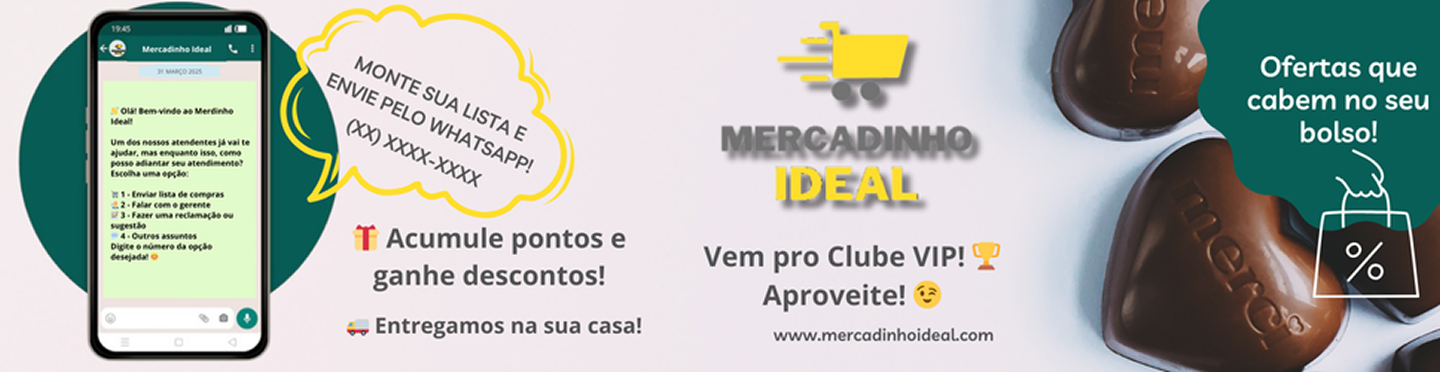 19:45
Mercadinho Ideal
31 MARÇO 2025
Olá! Bem-vindo ao Merdinho
Ideal!
Um dos nossos atendentes já vai te
ajudar, mas enquanto isso, como
posso adiantar seu atendimento?
Escolha uma opção:
1 - Enviar lista de compras
2 - Falar com o gerente
3 - Fazer uma reclamação ou
sugestão
4 - Outros assuntos
Digite o número da opção
desejada!
MONTE SUA LISTA E
ENVIE PELO WHATSAPP!
(XX) XXXX-XXXX
🎁 Acumule pontos e
ganhe descontos!
🚚 Entregamos na sua casa!
MERCADINHO
IDEAL
Vem pro Clube VIP! 🏆
Aproveite! 😉
www.mercadinhoideal.com
merci
merci
Ofertas que
cabem no seu
bolso!
%